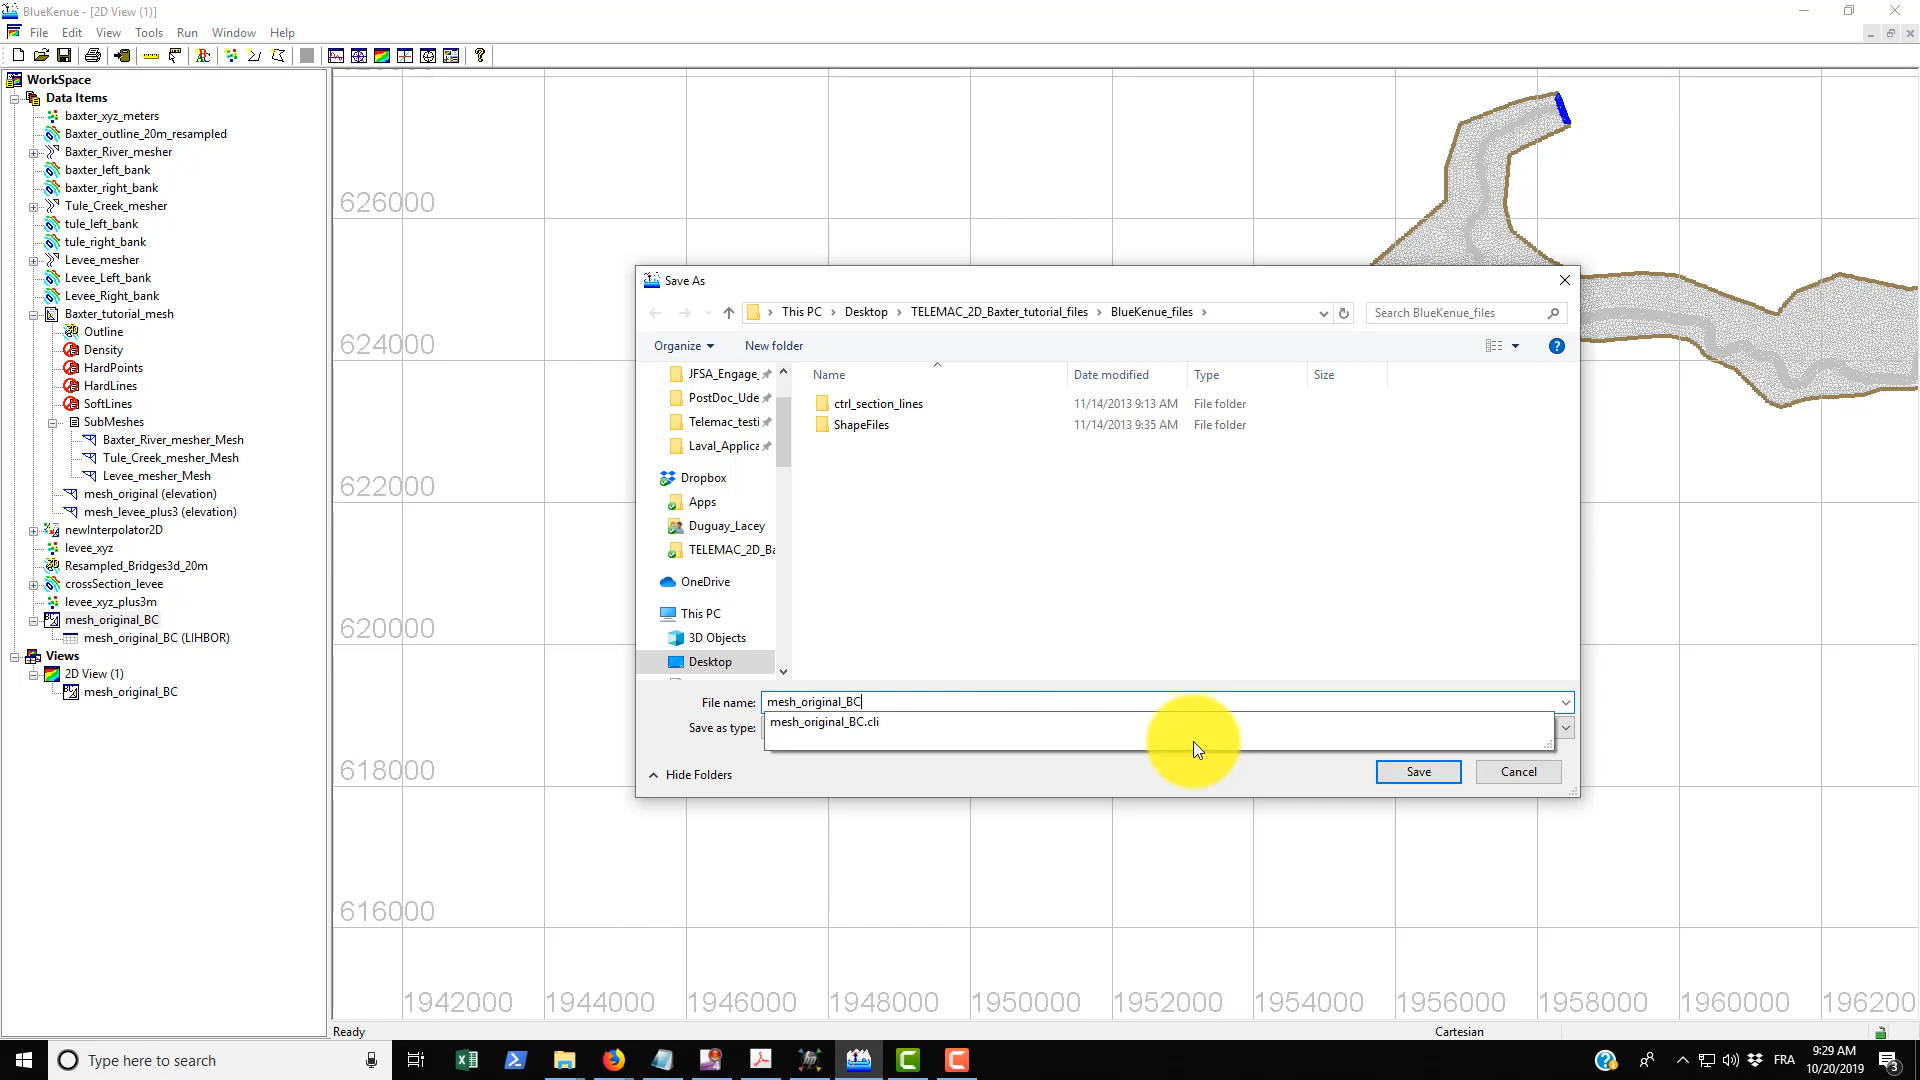 BlueKenue - [2D View (1)]
File Edit View Tools Run Window Help
WorkSpace
Data Items
baxter_xyz_meters
Baxter_outline_20m_resampled
Baxter_River_mesher
baxter_left_bank
baxter_right_bank
Tule_Creek_mesher
tule_left_bank
tule_right_bank
Levee_mesher
Levee_Left_bank
Levee_Right_bank
Baxter_tutorial_mesh
Outline
Density
HardPoints
HardLines
SoftLines
SubMeshes
Baxter_River_mesher_Mesh
Tule_Creek_mesher_Mesh
Levee_mesher_Mesh
mesh_original (elevation)
mesh_levee_plus3 (elevation)
newInterpolator2D
levee_xyz
Resampled_Bridges3d_20m
crossSection_levee
levee_xyz_plus3m
mesh_original_BC
mesh_original_BC (LIHBOR)
Views
2D View (1)
mesh_original_BC
626000
624000
622000
620000
618000
616000
1942000 1944000 1946000 1948000 1950000 1952000 1954000 1956000 1958000 1960000 196200
Save As
This PC > Desktop > TELEMAC_2D_Baxter_tutorial_files > BlueKenue_files >
Search BlueKenue_files
Organize New folder
JFSA_Engage_
PostDoc_Ude
Telemac_testi
Laval_Applica
Dropbox
Apps
Duguay_Lacey
TELEMAC_2D_Ba
OneDrive
This PC
3D Objects
Desktop
Name Date modified Type Size
ctrl_section_lines 11/14/2013 9:13 AM File folder
ShapeFiles 11/14/2013 9:35 AM File folder
File name: mesh_original_BC
mesh_original_BC.cli
Save as type:
Hide Folders
Save Cancel
Ready Cartesian
Type here to search
FRA
9:29 AM
10/20/2019
3